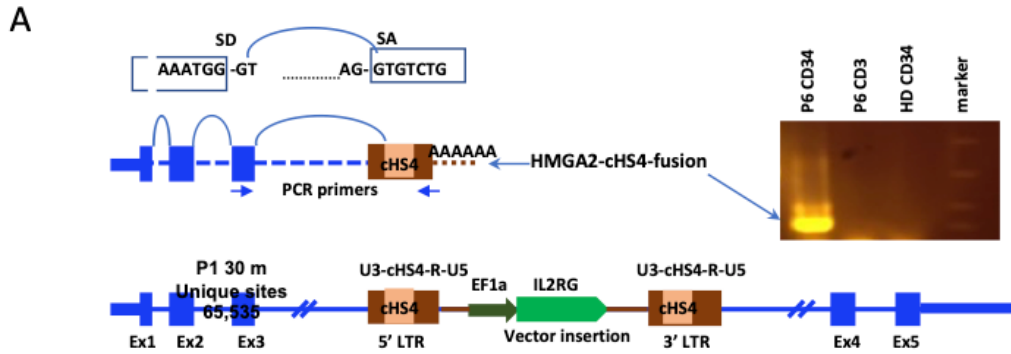 A
SD
SA
AAATGG -GT ............ AG- GTGTCTG
P6 CD34
P6 CD3
HD CD34
marker
AAAAAA
cHS4
HMGA2-cHS4-fusion
PCR primers
P1 30 m
Unique sites
65,535
U3-cHS4-R-U5
EF1a
IL2RG
U3-cHS4-R-U5
cHS4
cHS4
Vector insertion
Ex1
Ex2
Ex3
5’ LTR
3’ LTR
Ex4
Ex5